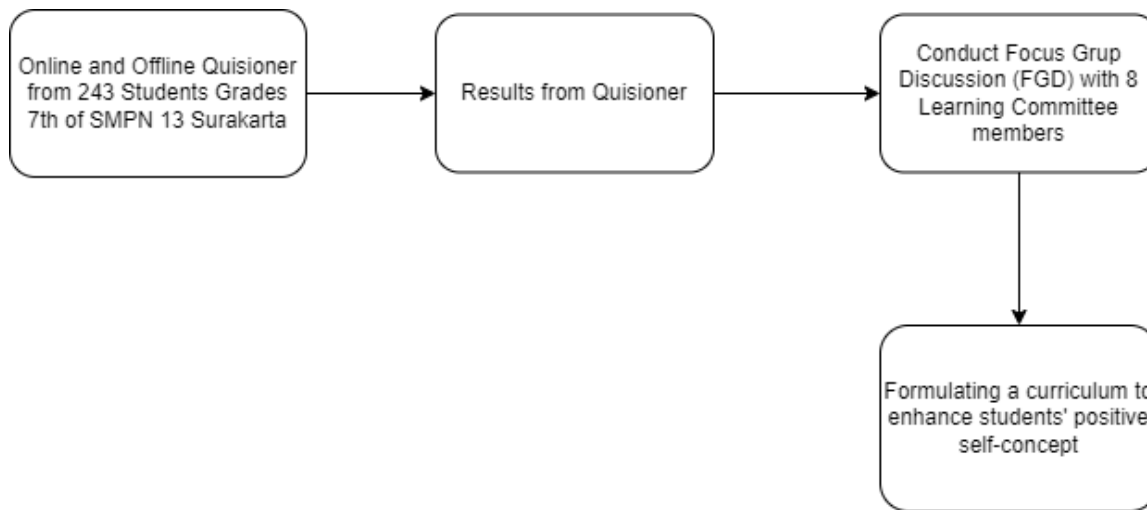 Online and Offline Quisioner
from 243 Students Grades
7th of SMPN 13 Surakarta
Results from Quisioner
Conduct Focus Grup
Discussion (FGD) with 8
Learning Committee
members
Formulating a curriculum to
enhance students' positive
self-concept